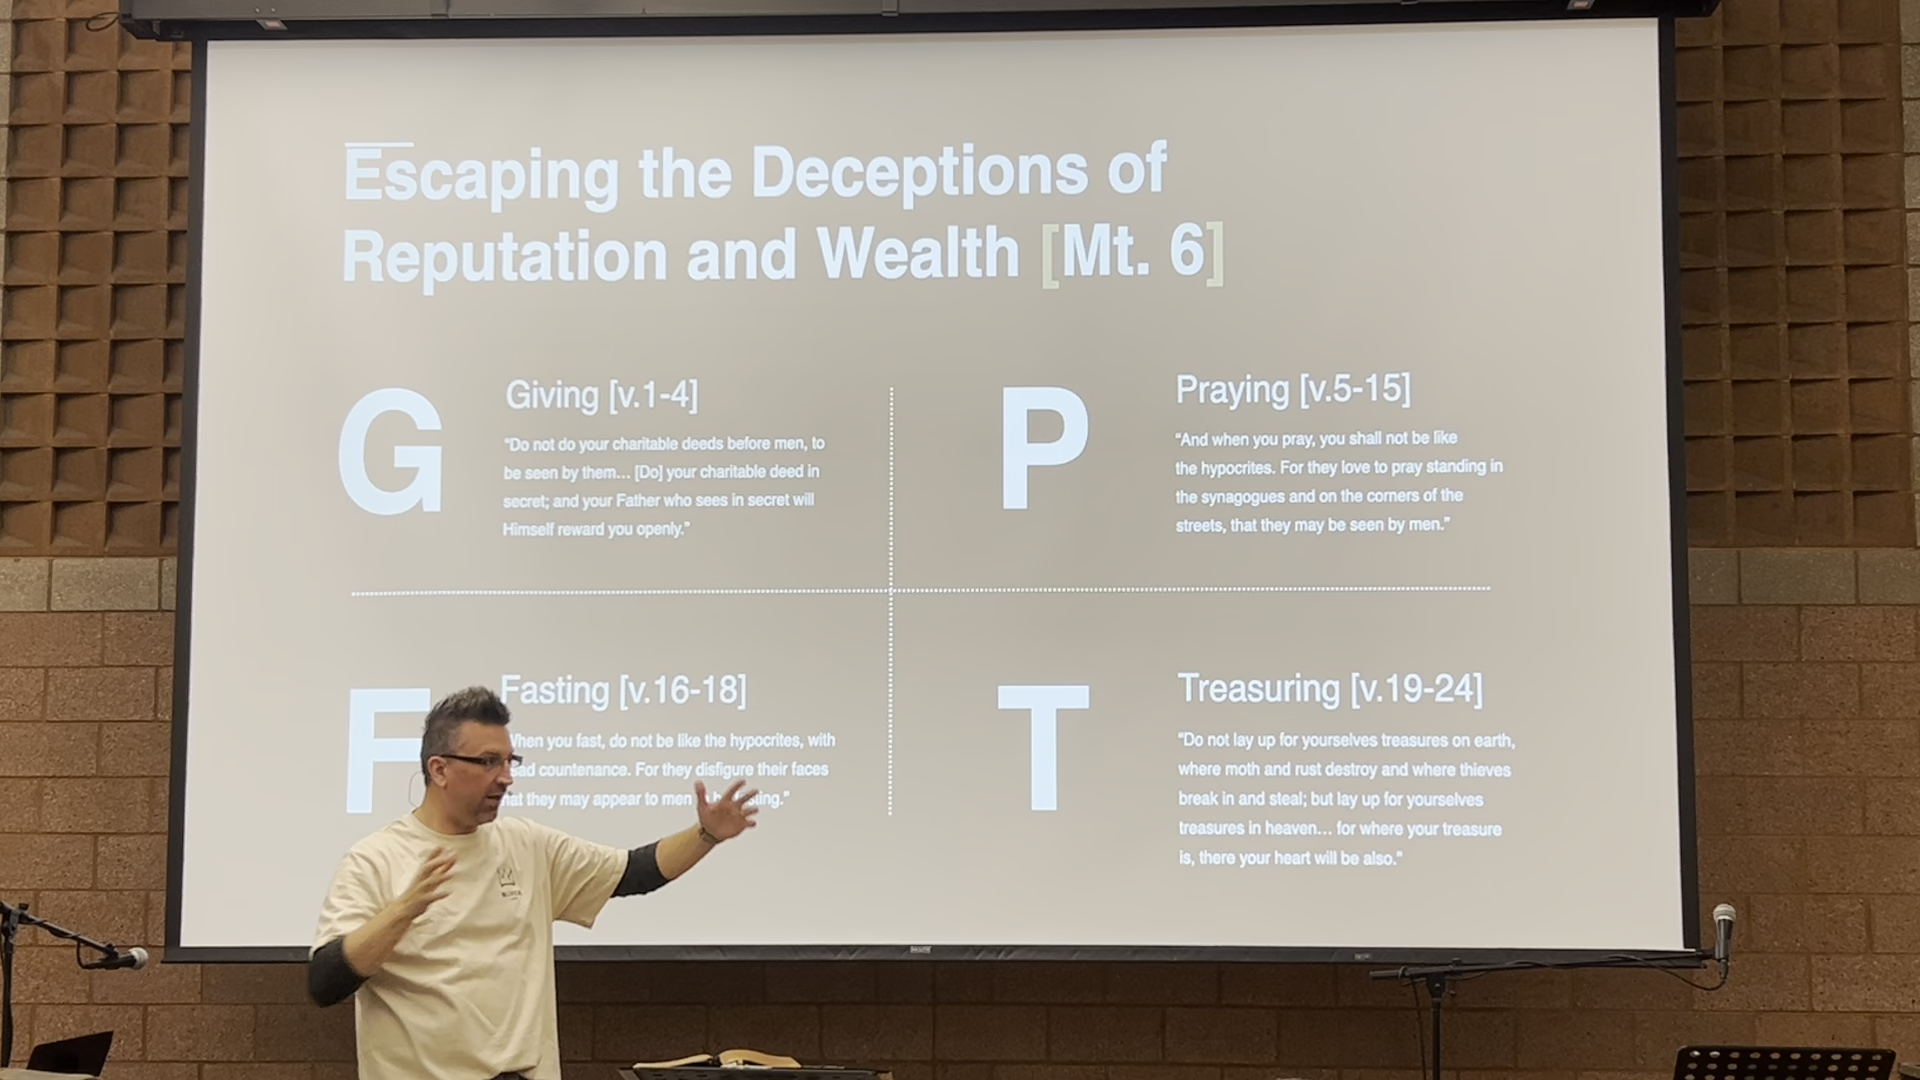 Escaping the Deceptions of
Reputation and Wealth [Mt. 6]
G
Giving [v.1-4]
“Do not do your charitable deeds before men, to
be seen by them... [Do] your charitable deed in
secret; and your Father who sees in secret will
Himself reward you openly.”
P
Praying [v.5-15]
“And when you pray, you shall not be like
the hypocrites. For they love to pray standing in
the synagogues and on the corners of the
streets, that they may be seen by men.”
F
Fasting [v.16-18]
When you fast, do not be like the hypocrites, with
countenance. For they disfigure their faces
they may appear to men
T
Treasuring [v.19-24]
“Do not lay up for yourselves treasures on earth,
where moth and rust destroy and where thieves
break in and steal; but lay up for yourselves
treasures in heaven... for where your treasure
is, there your heart will be also.”